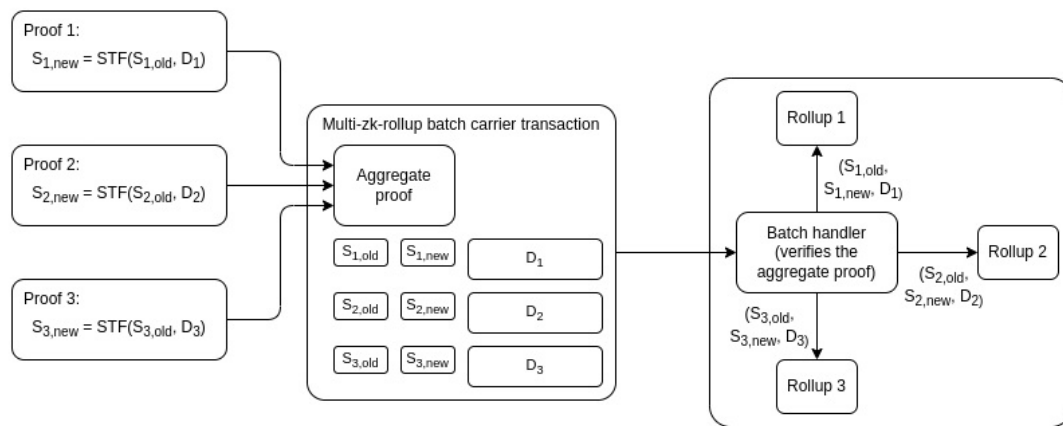 Proof 1:
S1,new = STF(S1,old, D1)
Proof 2:
S2,new = STF(S2,old, D2)
Proof 3:
S3,new = STF(S3,old, D3)
Multi-zk-rollup batch carrier transaction
Aggregate
proof
S1,old S1,new D1
S2,old S2,new D2
S3,old S3,new D3
Rollup 1
(S1,old,
S1,new, D1)
Batch handler
(verifies the
aggregate proof)
Rollup 2
(S2,old,
S2,new, D2)
(S3,old,
S3,new, D3)
Rollup 3